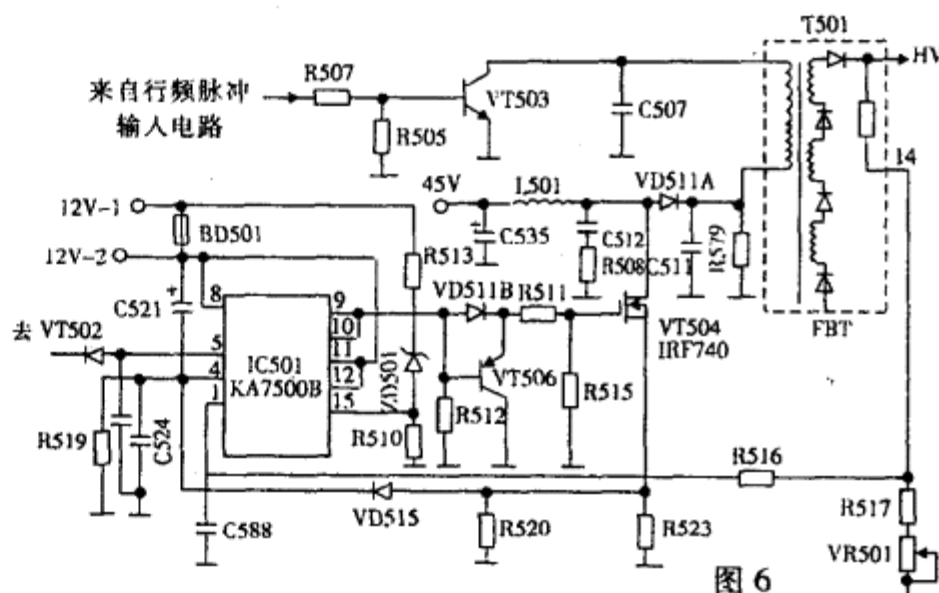 T501
HV
R507
来自行频脉冲
输人电路
VT503
R505
C507
14
12V-1
45V
L501
VD511A
BD501
C535
C512
R508
C511
R579
12V-2
R513
C521
8
9
VD511B
R511
10
FBT
去 VT502
5
11
VT504
IRF740
4
IC501
KA7500B
12
ZD501
VT506
1
15
R512
R515
R519
C524
R510
R516
VD515
R517
C588
R520
R523
VR501
图 6